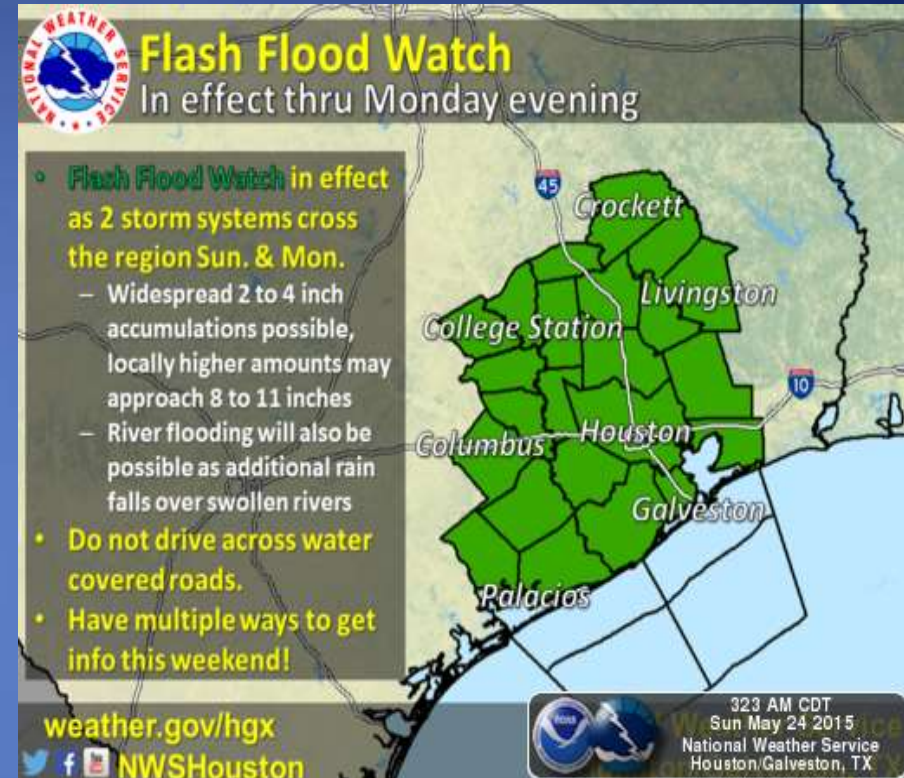 NATIONAL WEATHER SERVICE
Flash Flood Watch
In effect thru Monday evening
• Flash Flood Watch in effect
as 2 storm systems cross
the region Sun. & Mon.
– Widespread 2 to 4 inch
accumulations possible,
locally higher amounts may
approach 8 to 11 inches
– River flooding will also be
possible as additional rain
falls over swollen rivers
• Do not drive across water
covered roads.
• Have multiple ways to get
info this weekend!
45
Crockett
Livingston
College Station
10
Columbus
Houston
Galveston
Palacios
weather.gov/hgx
NWSHouston
323 AM CDT
Sun May 24 2015
National Weather Service
Houston/Galveston, TX